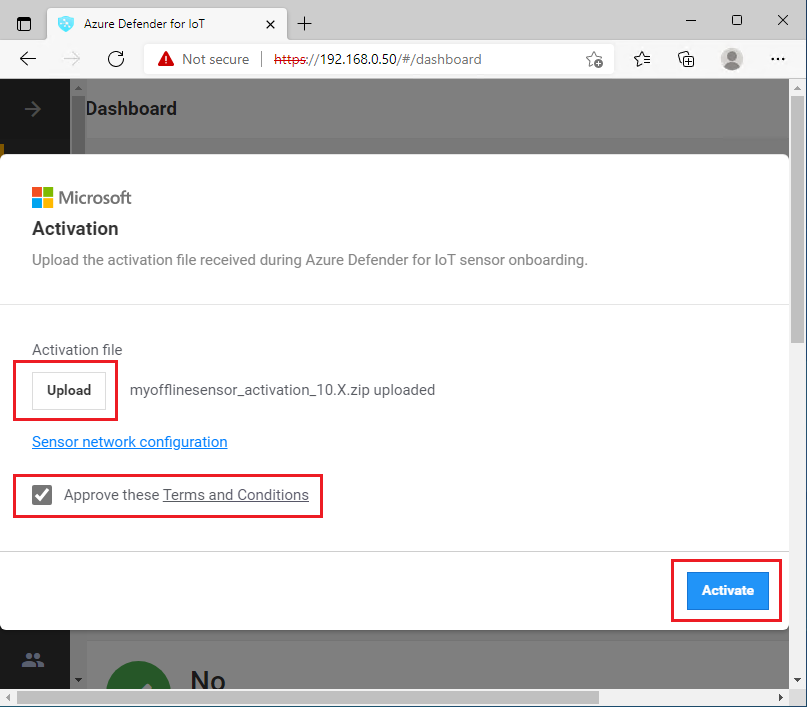 Azure Defender for IoT
Not secure https://192.168.0.50/#/dashboard
Dashboard
Microsoft
Activation
Upload the activation file received during Azure Defender for IoT sensor onboarding.
Activation file
Upload myofflinesensor_activation_10.X.zip uploaded
Sensor network configuration
Approve these Terms and Conditions
Activate
No